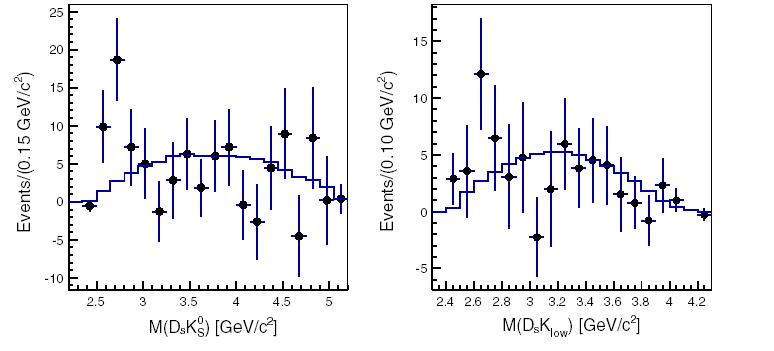 Events/(0.15 GeV/c²)
25
20
15
10
5
0
-5
-10
2.5 3 3.5 4 4.5 5
M(DₛK⁰_S) [GeV/c²]
Events/(0.10 GeV/c²)
15
10
5
0
-5
2.4 2.6 2.8 3 3.2 3.4 3.6 3.8 4 4.2
M(DₛK_low) [GeV/c²]